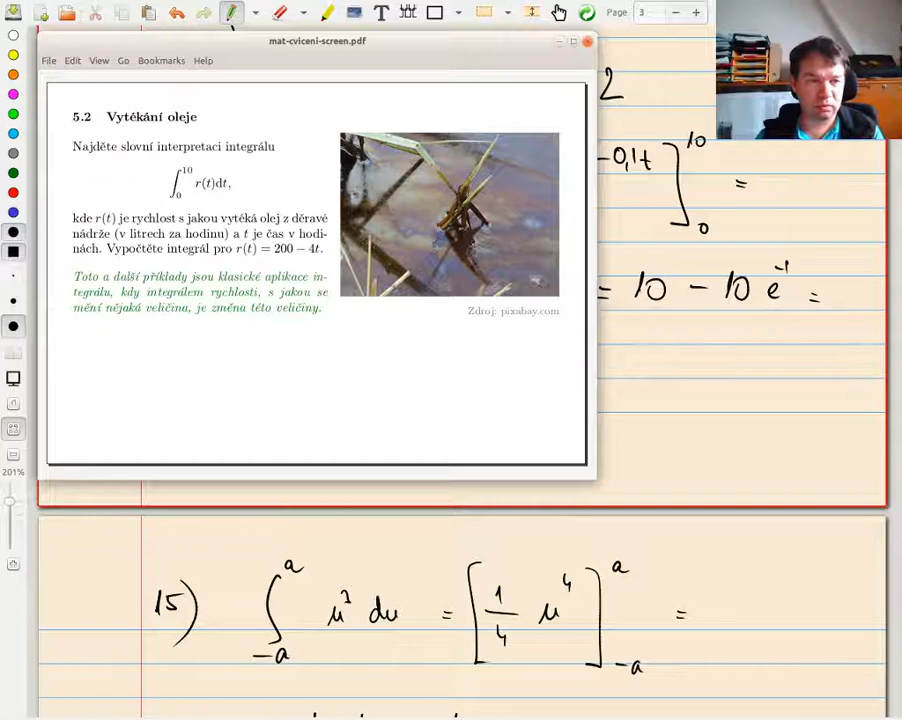 Page 3
mat-cviceni-screen.pdf
File Edit View Go Bookmarks Help
5.2 Vytékání oleje
Najděte slovní interpretaci integrálu
∫₀¹⁰ r(t)dt,
kde r(t) je rychlost s jakou vytéká olej z děravé
nádrže (v litrech za hodinu) a t je čas v hodi-
nách. Vypočtěte integrál pro r(t) = 200 − 4t.
Toto a další příklady jsou klasické aplikace in-
tegrálu, kdy integrálem rychlosti, s jakou se
mění nějaká veličina, je změna této veličiny.
Zdroj: pixabay.com
2
−0,1t ]₀¹⁰ =
= 10 − 10 e⁻¹ =
201%
15) ∫₋ₐᵃ u³ du = [ 1/4 u⁴ ]₋ₐᵃ =